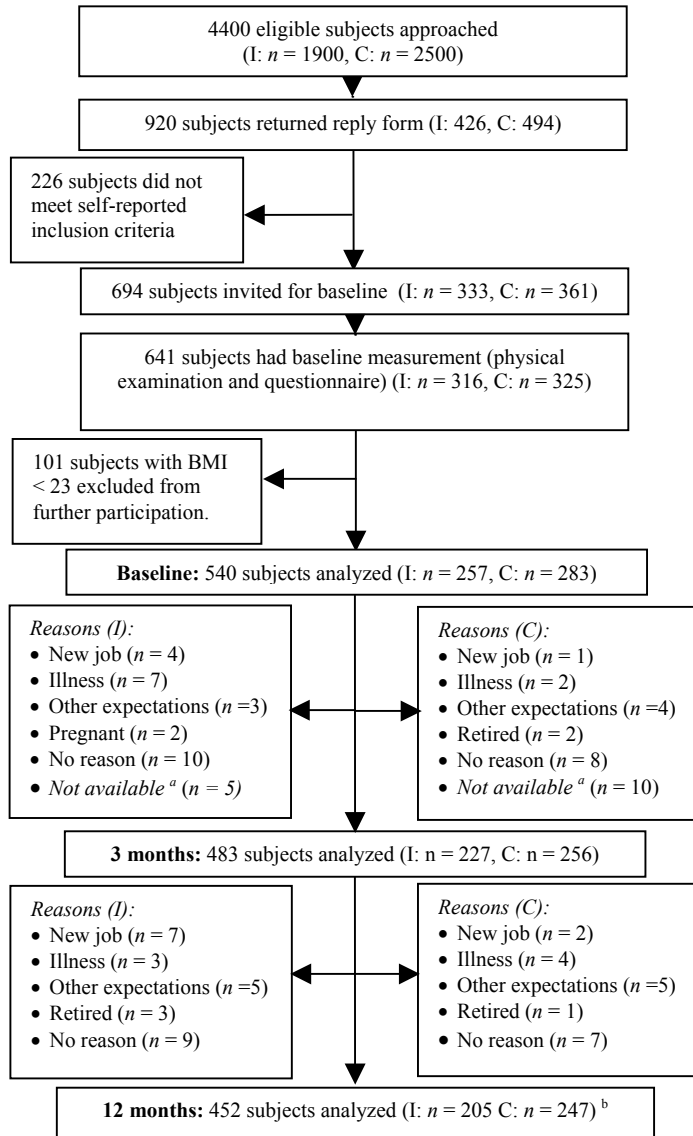 4400 eligible subjects approached
(I: n = 1900, C: n = 2500)
920 subjects returned reply form (I: 426, C: 494)
226 subjects did not
meet self-reported
inclusion criteria
694 subjects invited for baseline (I: n = 333, C: n = 361)
641 subjects had baseline measurement (physical
examination and questionnaire) (I: n = 316, C: n = 325)
101 subjects with BMI
< 23 excluded from
further participation.
Baseline: 540 subjects analyzed (I: n = 257, C: n = 283)
Reasons (I):
• New job (n = 4)
• Illness (n = 7)
• Other expectations (n =3)
• Pregnant (n = 2)
• No reason (n = 10)
• Not available a (n = 5)
Reasons (C):
• New job (n = 1)
• Illness (n = 2)
• Other expectations (n =4)
• Retired (n = 2)
• No reason (n = 8)
• Not available a (n = 10)
3 months: 483 subjects analyzed (I: n = 227, C: n = 256)
Reasons (I):
• New job (n = 7)
• Illness (n = 3)
• Other expectations (n =5)
• Retired (n = 3)
• No reason (n = 9)
Reasons (C):
• New job (n = 2)
• Illness (n = 4)
• Other expectations (n =5)
• Retired (n = 1)
• No reason (n = 7)
12 months: 452 subjects analyzed (I: n = 205 C: n = 247) b